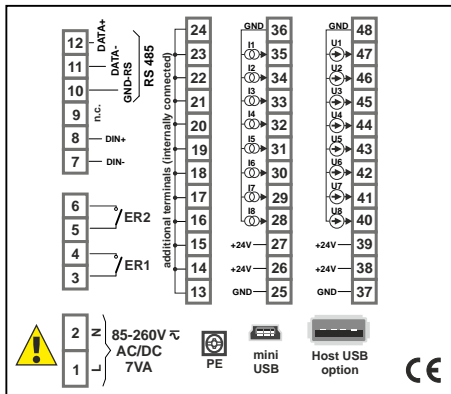 12 DATA+
11 DATA-
10 GND-RS
RS 485
9 n.c.
8 DIN+
7 DIN-
6
5
ER2
4
3
ER1
2 N
1 L
85-260V
AC/DC
7VA
additional terminals (internally connected)
24
23
22
21
20
19
18
17
16
15
14
13
GND 36
I1 35
I2 34
I3 33
I4 32
I5 31
I6 30
I7 29
I8 28
+24V 27
+24V 26
GND 25
GND 48
U1 47
U2 46
U3 45
U4 44
U5 43
U6 42
U7 41
U8 40
+24V 39
+24V 38
GND 37
PE
mini
USB
Host USB
option
CE